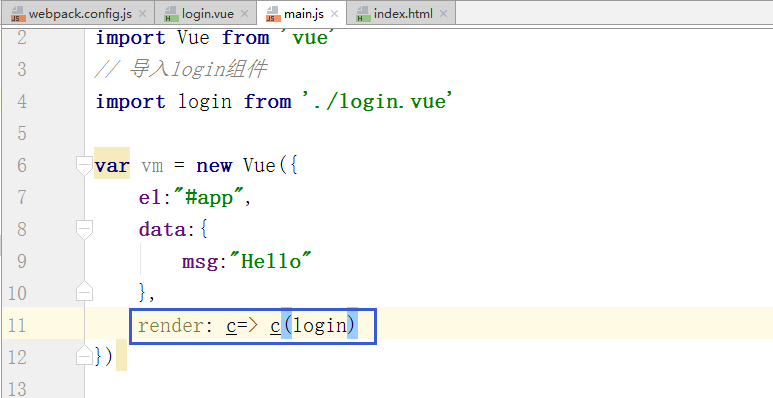 webpack.config.js × login.vue × main.js × index.html ×
2 import Vue from 'vue'
3 // 导入login组件
4 import login from './login.vue'
5
6 var vm = new Vue({
7 el:"#app",
8 data:{
9 msg:"Hello"
10 },
11 render: c=> c(login)
12 })
13